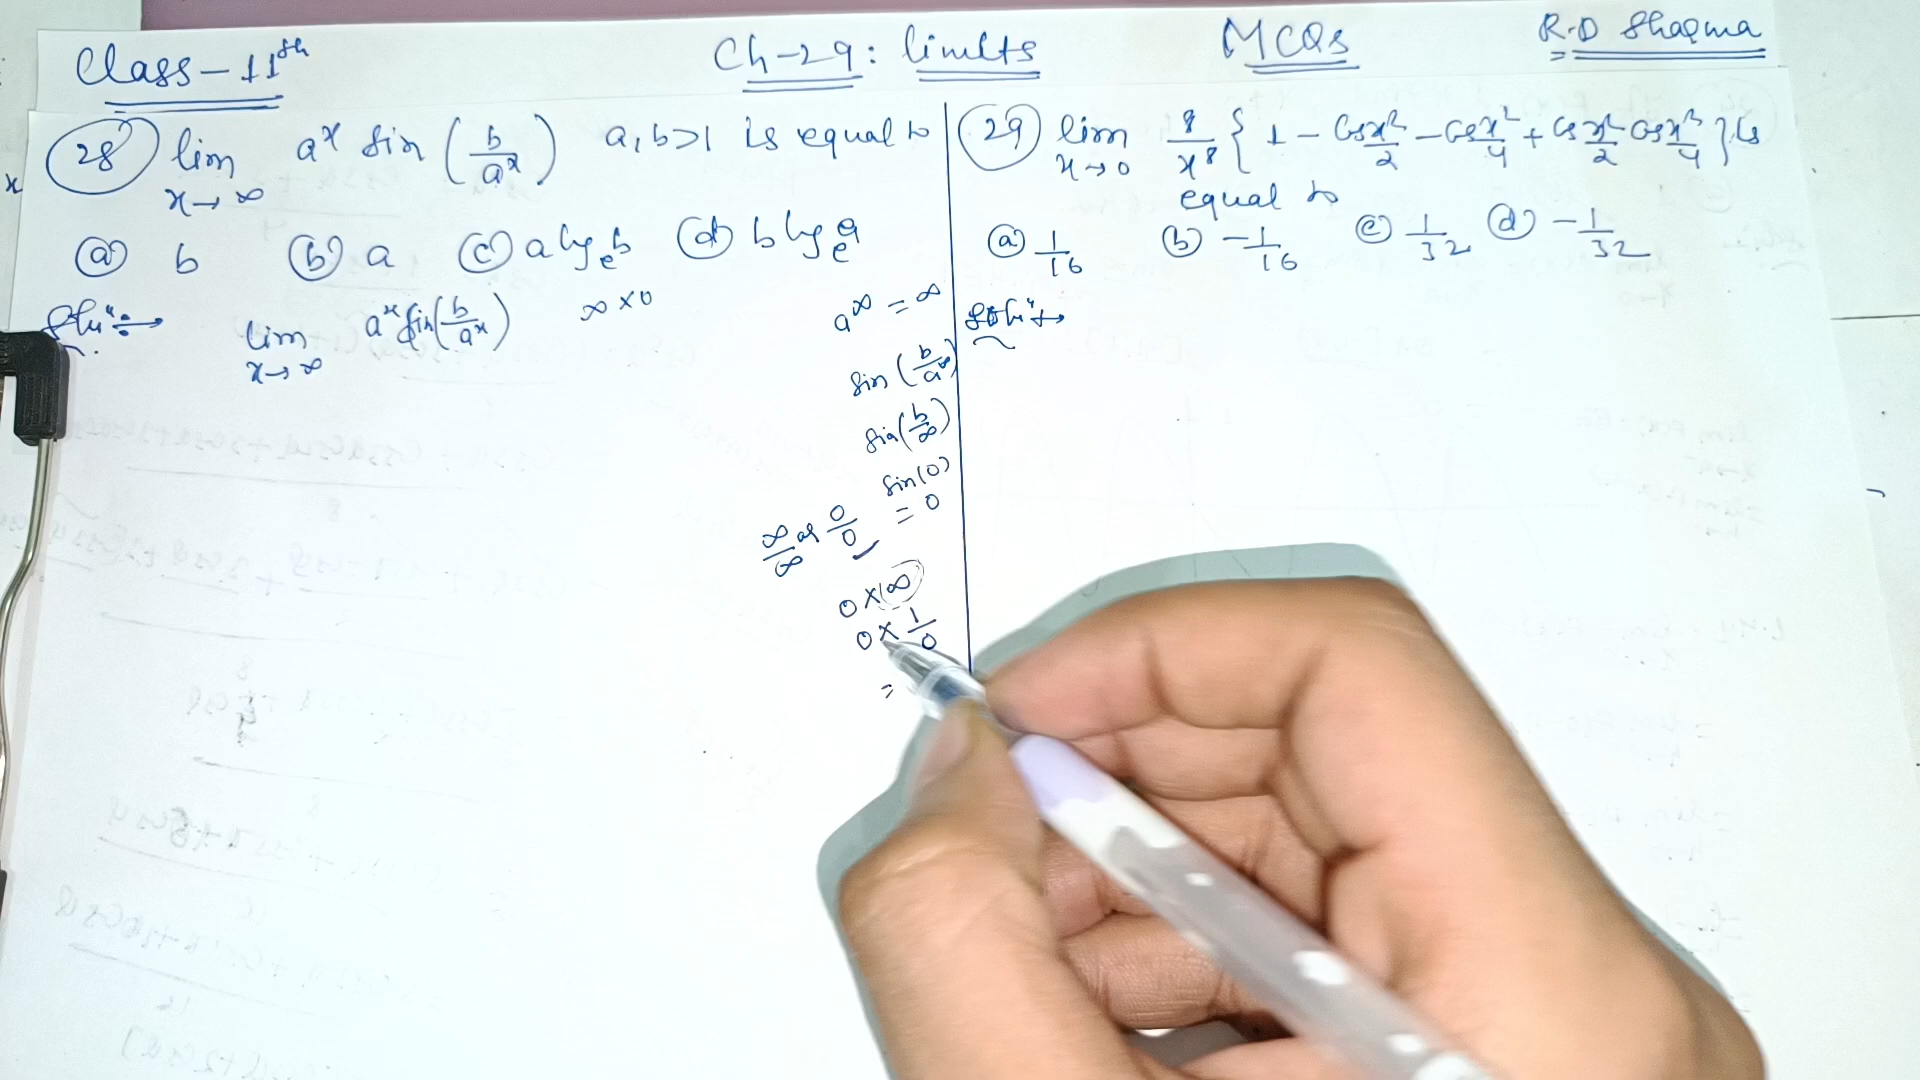 Class-11th Ch-29: limits MCQs R.D Sharma
28 lim x→∞ a^x sin (b/a^x) a,b>1 is equal to
(a) b (b) a (c) a log_e b (d) b log_e a
Solⁿ:→ lim x→∞ a^x sin(b/a^x) ∞×0
a^∞ = ∞
sin (b/a^∞)
sin(b/∞)
sin(0)
= 0
∞/∞ or 0/0
0×∞
0×1/0
=
29 lim x→0 8/x^8 {1 - Cos x²/2 - Cos x²/4 + Cos x²/2 Cos x²/4} is
equal to
(a) 1/16 (b) -1/16 (c) 1/32 (d) -1/32
Solⁿ:→